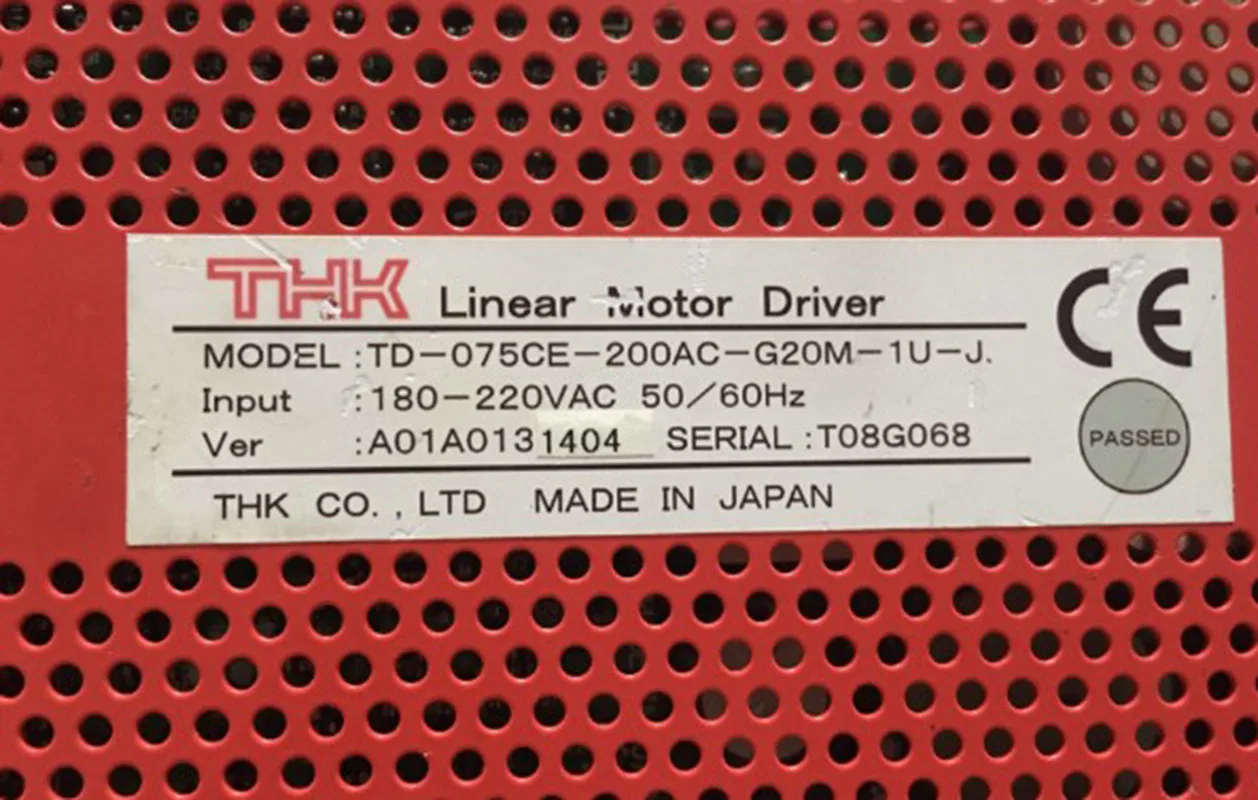 THK Linear Motor Driver
MODEL :TD-075CE-200AC-G20M-1U-J.
Input :180-220VAC 50/60Hz
Ver :A01A0131404 SERIAL :T08G068
THK CO., LTD MADE IN JAPAN
CE
PASSED